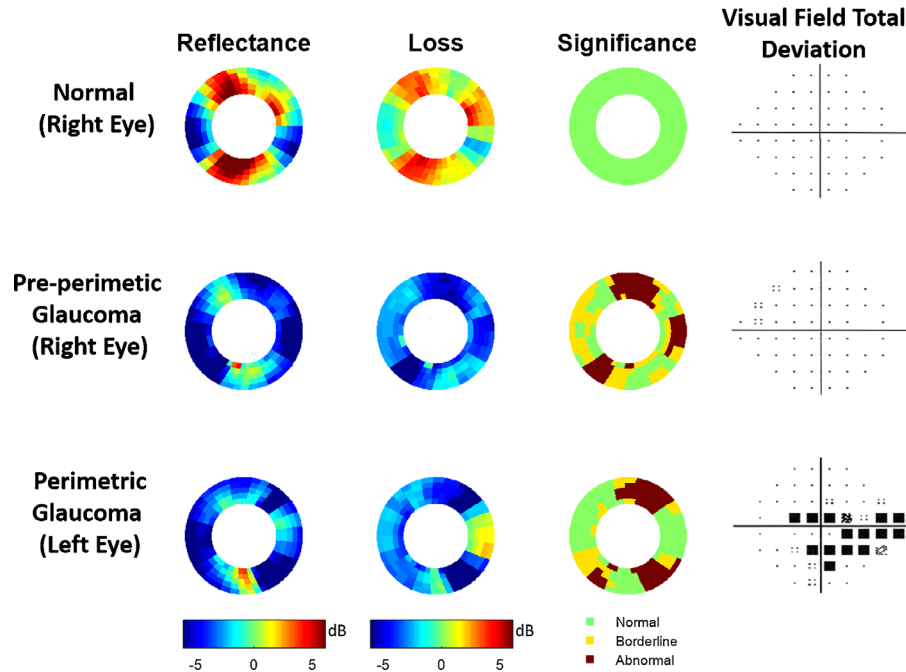 Reflectance
Loss
Significance
Visual Field Total
Deviation
Normal
(Right Eye)
Pre-perimetic
Glaucoma
(Right Eye)
Perimetric
Glaucoma
(Left Eye)
-5 0 5 dB
-5 0 5 dB
Normal
Borderline
Abnormal